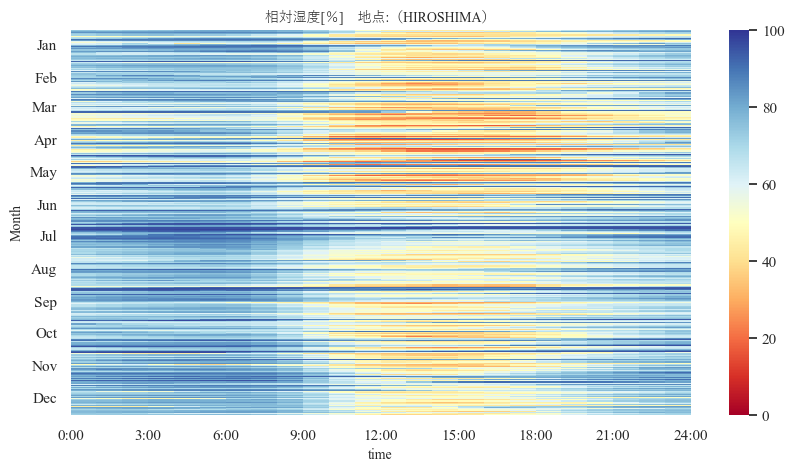 相対湿度[%]　地点:（HIROSHIMA）
Jan
Feb
Mar
Apr
May
Jun
Jul
Aug
Sep
Oct
Nov
Dec
Month
0:00 3:00 6:00 9:00 12:00 15:00 18:00 21:00 24:00
time
100
80
60
40
20
0